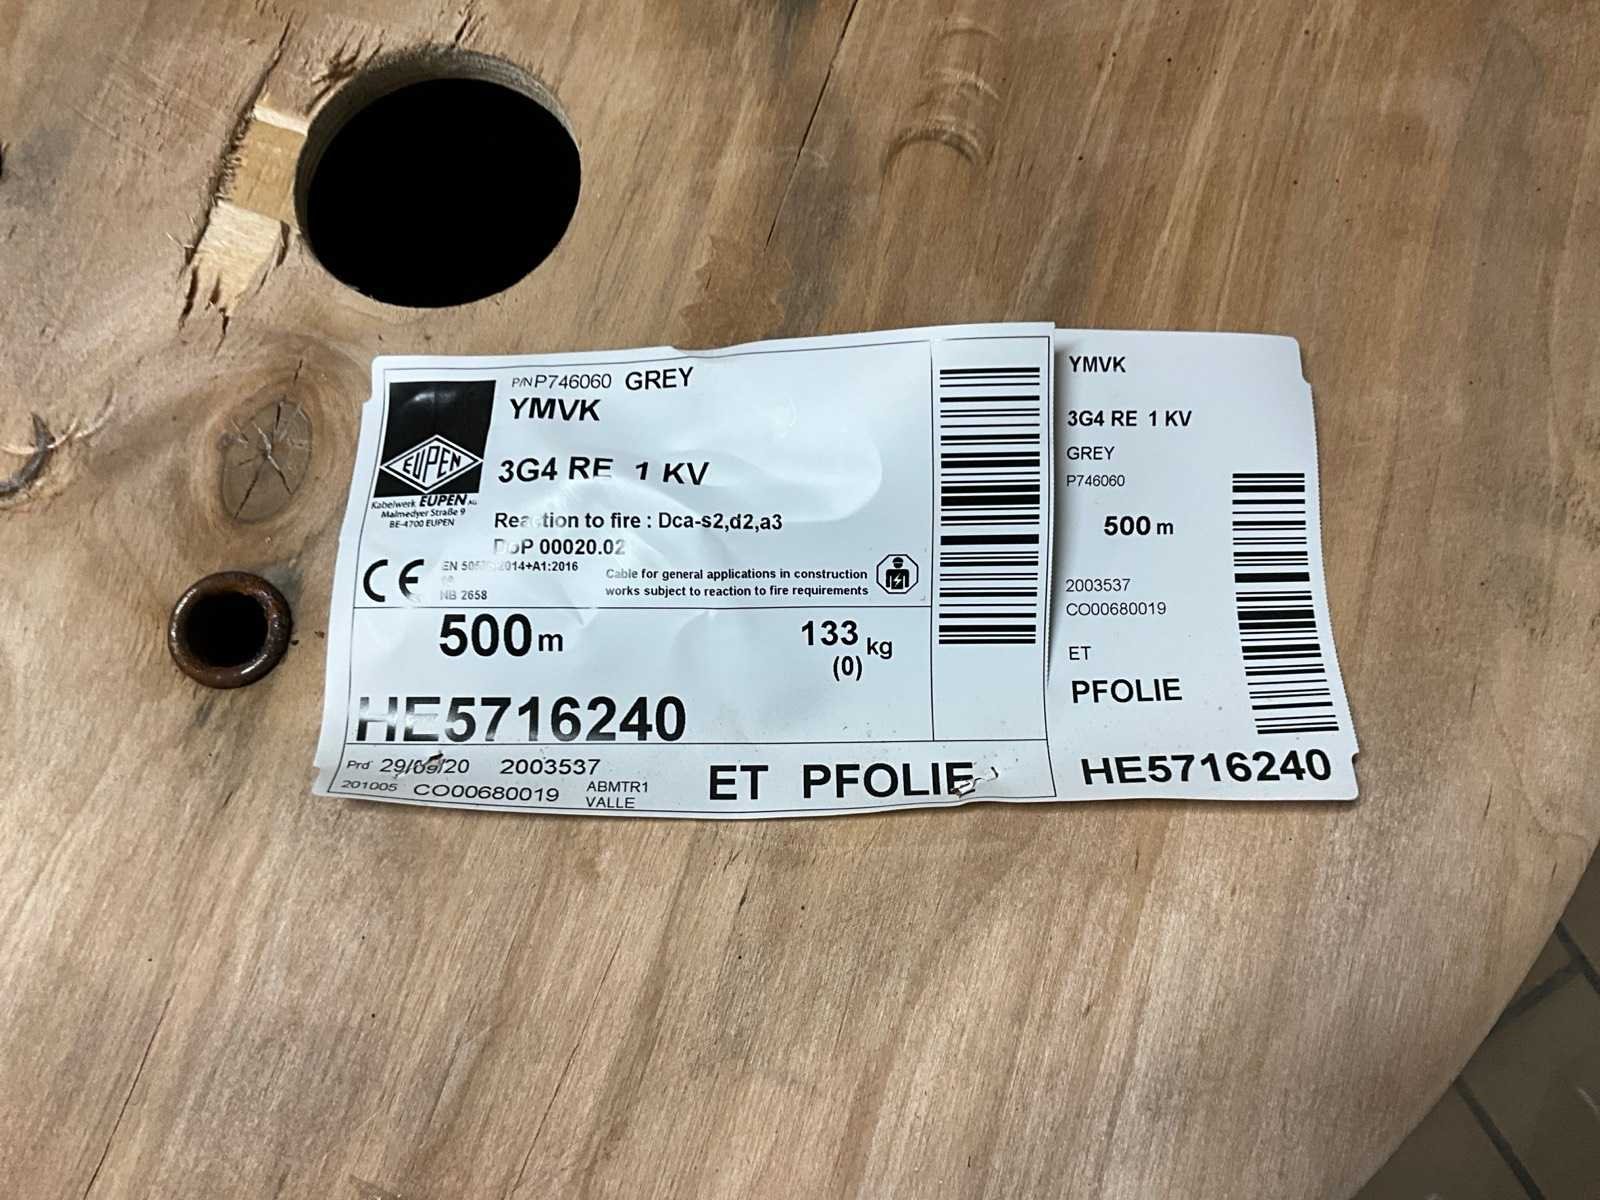 P/N P746060 GREY
YMVK
3G4 RE 1 KV
EUPEN
Kabelwerk EUPEN AG
Malmedyer Straße 9
BE-4700 EUPEN
Reaction to fire : Dca-s2,d2,a3
DoP 00020.02
CE
2014+A1:2016
NB 2658
Cable for general applications in construction
works subject to reaction to fire requirements
500 m
133 kg
(0)
HE5716240
Prd 29/09/20 2003537
201005 CO00680019
ABMTR1
VALLE
ET PFOLIE
YMVK
3G4 RE 1 KV
GREY
P746060
500 m
2003537
CO00680019
ET
PFOLIE
HE5716240